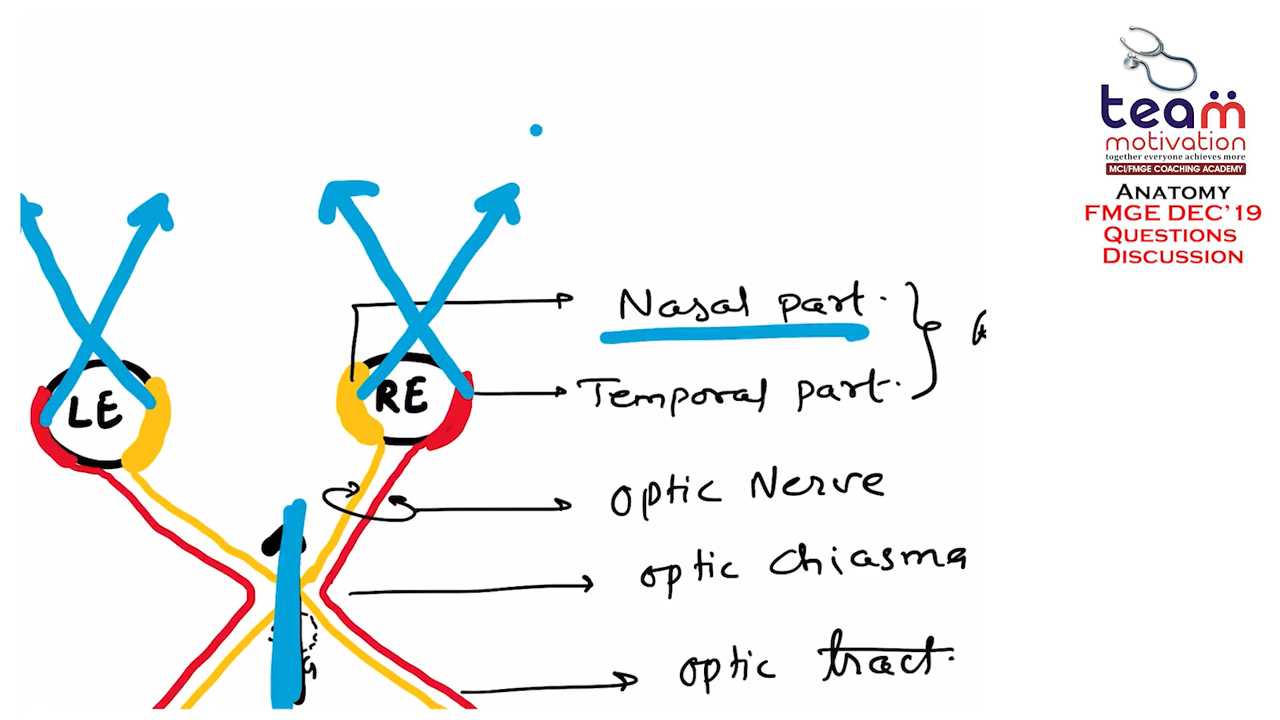 team
motivation
together everyone achieves more
MCI/FMGE COACHING ACADEMY
ANATOMY
FMGE DEC'19
QUESTIONS
DISCUSSION
Nasal part.
Temporal part.
LE
RE
optic Nerve
optic chiasma
optic tract.